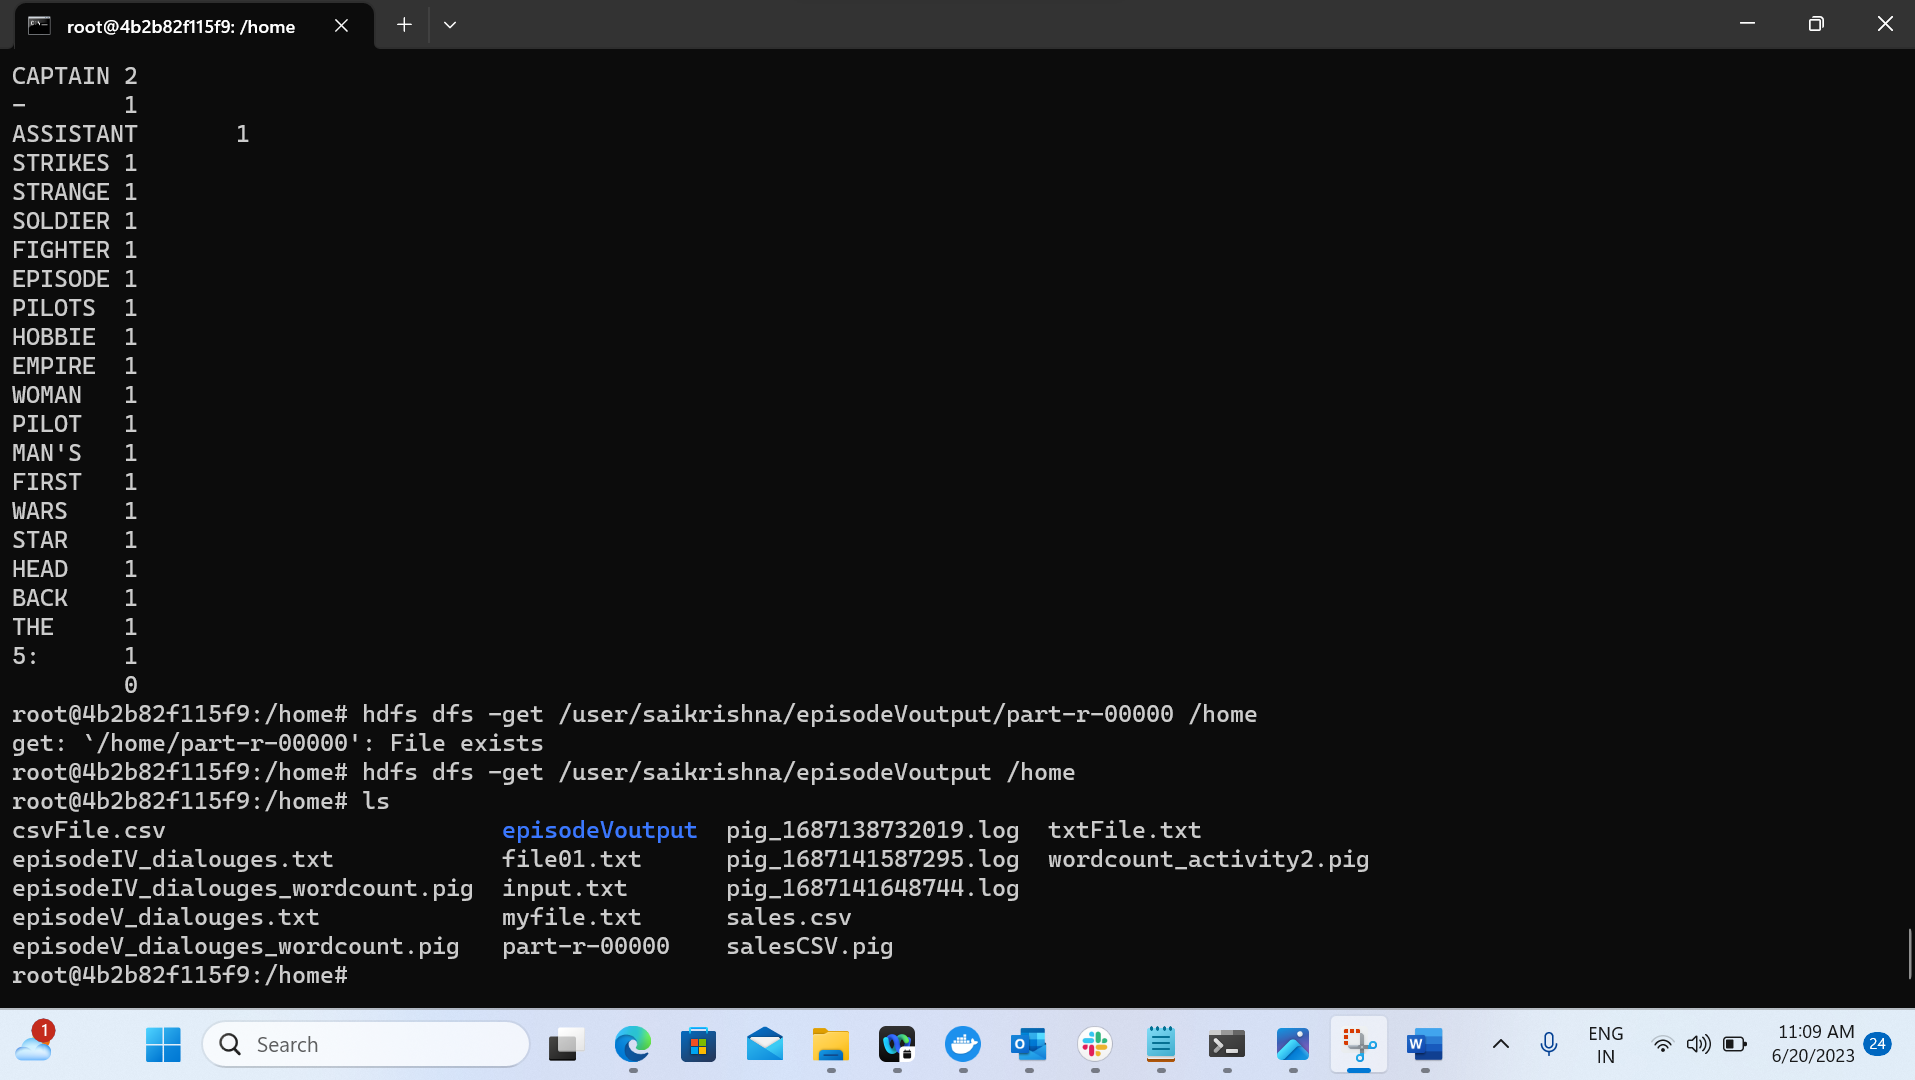 root@4b2b82f115f9: /home
CAPTAIN 2
-       1
ASSISTANT       1
STRIKES 1
STRANGE 1
SOLDIER 1
FIGHTER 1
EPISODE 1
PILOTS  1
HOBBIE  1
EMPIRE  1
WOMAN   1
PILOT   1
MAN'S   1
FIRST   1
WARS    1
STAR    1
HEAD    1
BACK    1
THE     1
5:      1
        0
root@4b2b82f115f9:/home# hdfs dfs -get /user/saikrishna/episodeVoutput/part-r-00000 /home
get: `/home/part-r-00000': File exists
root@4b2b82f115f9:/home# hdfs dfs -get /user/saikrishna/episodeVoutput /home
root@4b2b82f115f9:/home# ls
csvFile.csv                        episodeVoutput  pig_1687138732019.log  txtFile.txt
episodeIV_dialouges.txt            file01.txt      pig_1687141587295.log  wordcount_activity2.pig
episodeIV_dialouges_wordcount.pig  input.txt       pig_1687141648744.log
episodeV_dialouges.txt             myfile.txt      sales.csv
episodeV_dialouges_wordcount.pig   part-r-00000    salesCSV.pig
root@4b2b82f115f9:/home#
1
Search
ENG
IN
11:09 AM
6/20/2023
24